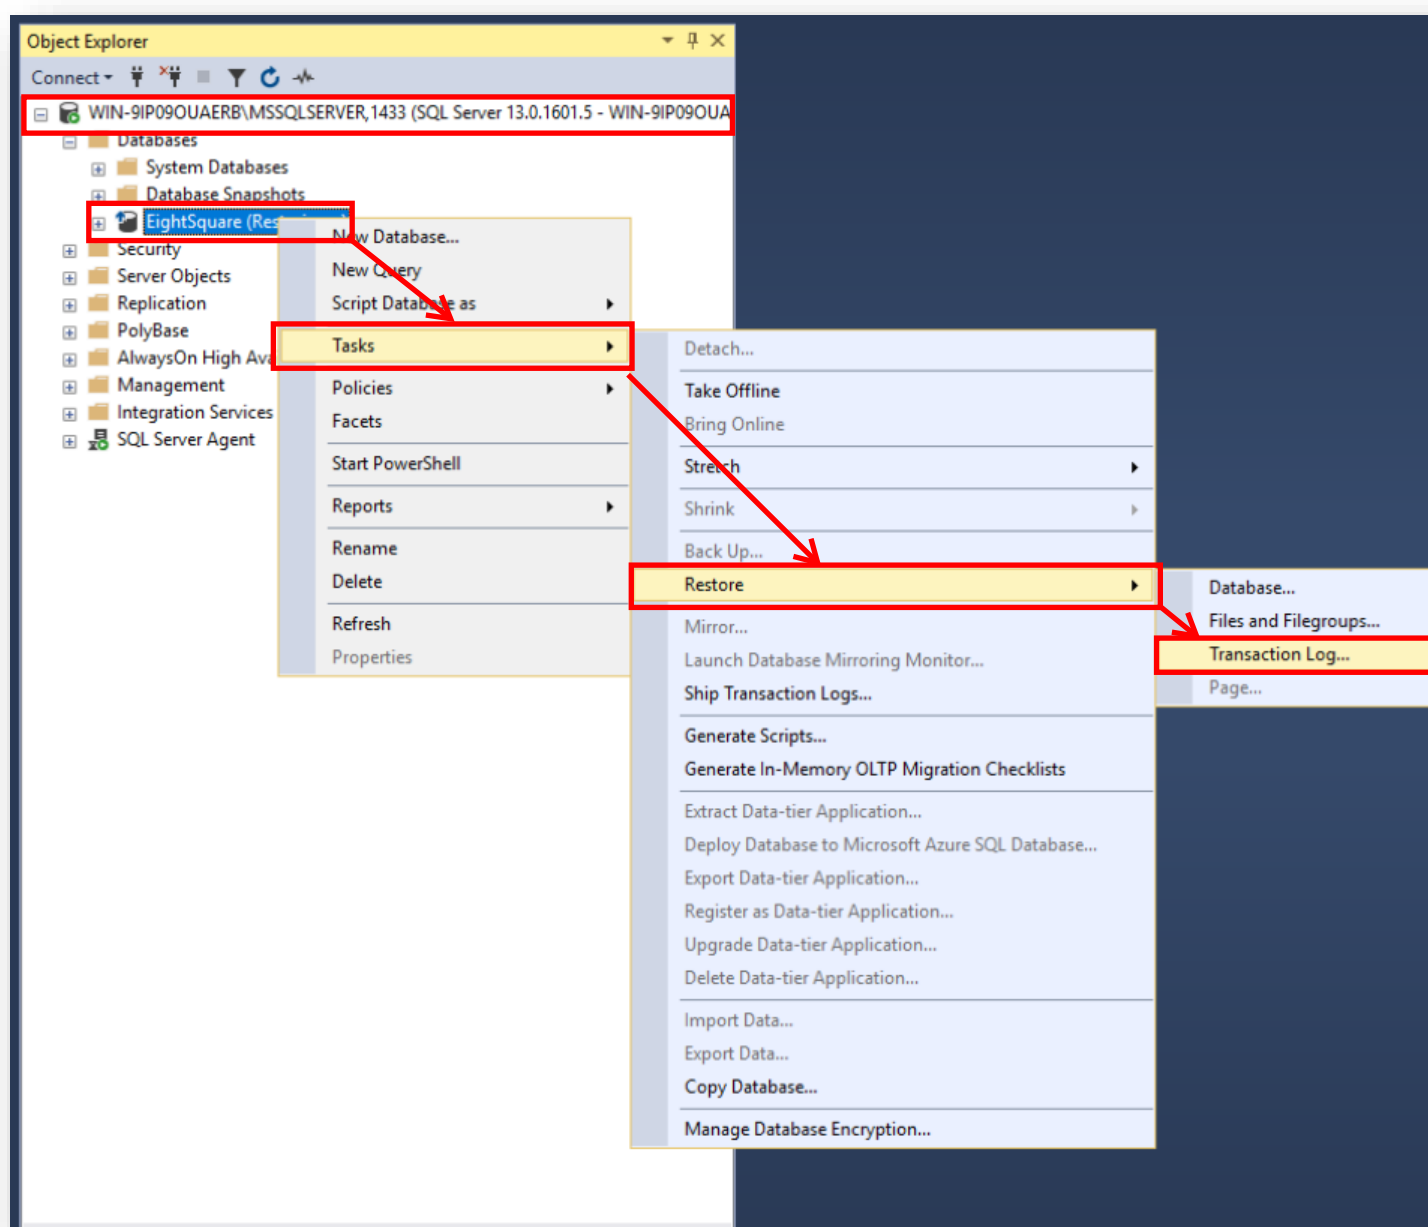 Object Explorer
Connect
WIN-9IP09OUAERB\MSSQLSERVER,1433 (SQL Server 13.0.1601.5 - WIN-9IP09OUA
Databases
System Databases
Database Snapshots
EightSquare (Res
Security
Server Objects
Replication
PolyBase
AlwaysOn High Ava
Management
Integration Services
SQL Server Agent
New Database...
New Query
Script Database as
Tasks
Policies
Facets
Start PowerShell
Reports
Rename
Delete
Refresh
Properties
Detach...
Take Offline
Bring Online
Stretch
Shrink
Back Up...
Restore
Mirror...
Launch Database Mirroring Monitor...
Ship Transaction Logs...
Generate Scripts...
Generate In-Memory OLTP Migration Checklists
Extract Data-tier Application...
Deploy Database to Microsoft Azure SQL Database...
Export Data-tier Application...
Register as Data-tier Application...
Upgrade Data-tier Application...
Delete Data-tier Application...
Import Data...
Export Data...
Copy Database...
Manage Database Encryption...
Database...
Files and Filegroups...
Transaction Log...
Page...